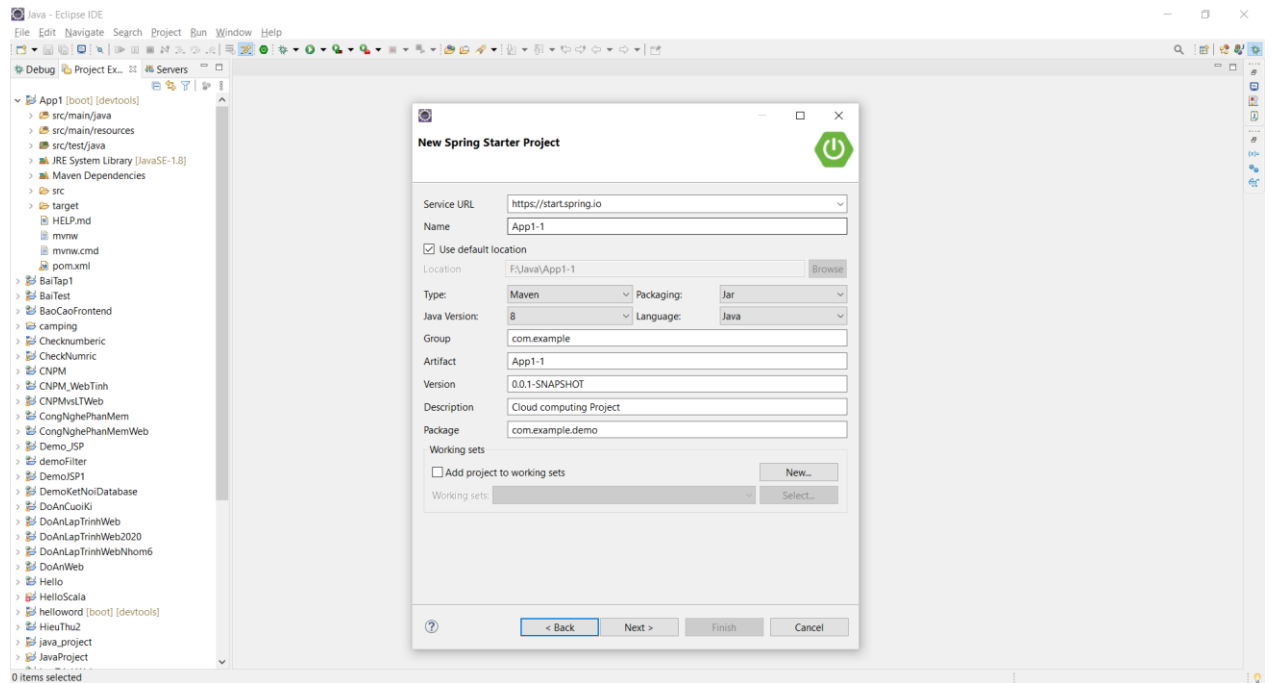 Java - Eclipse IDE
File Edit Navigate Search Project Run Window Help
Debug Project Ex... Servers
App1 [boot] [devtools]
src/main/java
src/main/resources
src/test/java
JRE System Library [JavaSE-1.8]
Maven Dependencies
src
target
HELP.md
mvnw
mvnw.cmd
pom.xml
BaiTap1
BaiTest
BaoCaoFrontend
camping
Checknumberic
CheckNumric
CNPM
CNPM_WebTinh
CNPMvsLTWeb
CongNghePhanMem
CongNghePhanMemWeb
Demo_JSP
demoFilter
DemoJSP1
DemoKetNoiDatabase
DoAnCuoiKi
DoAnLapTrinhWeb
DoAnLapTrinhWeb2020
DoAnLapTrinhWebNhom6
DoAnWeb
Hello
HelloScala
helloword [boot] [devtools]
HieuThu2
java_project
JavaProject
0 items selected
New Spring Starter Project
Service URL https://start.spring.io
Name App1-1
Use default location
Location F:\Java\App1-1 Browse
Type: Maven Packaging: Jar
Java Version: 8 Language: Java
Group com.example
Artifact App1-1
Version 0.0.1-SNAPSHOT
Description Cloud computing Project
Package com.example.demo
Working sets
Add project to working sets New...
Working sets: Select...
< Back Next > Finish Cancel